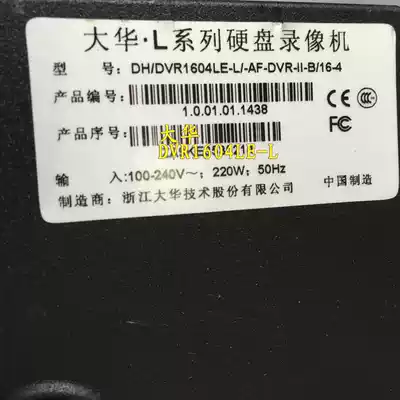 大华·L系列硬盘录像机
型 号: DH/DVR1604LE-L/-AF-DVR-II-B/16-4
产品编号:
1.0.01.01.1438
产品序号:
大华
DVR1604LE-L
输 入:100-240V～; 220W; 50Hz
制造商: 浙江大华技术股份有限公司
中国制造